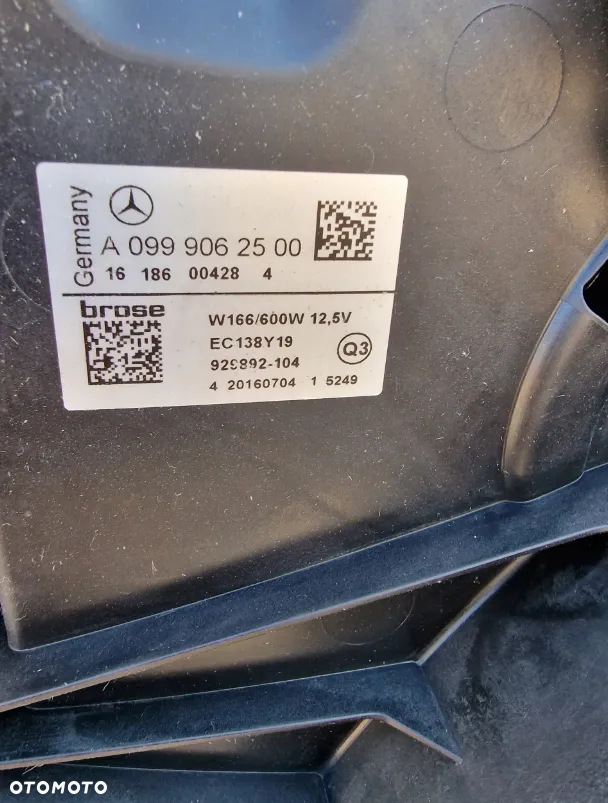 Germany
A 099 906 25 00
16 186 00428 4
brose
W166/600W 12,5V
EC138Y19
Q3
929892-104
4 20160704 1 5249
OTOMOTO